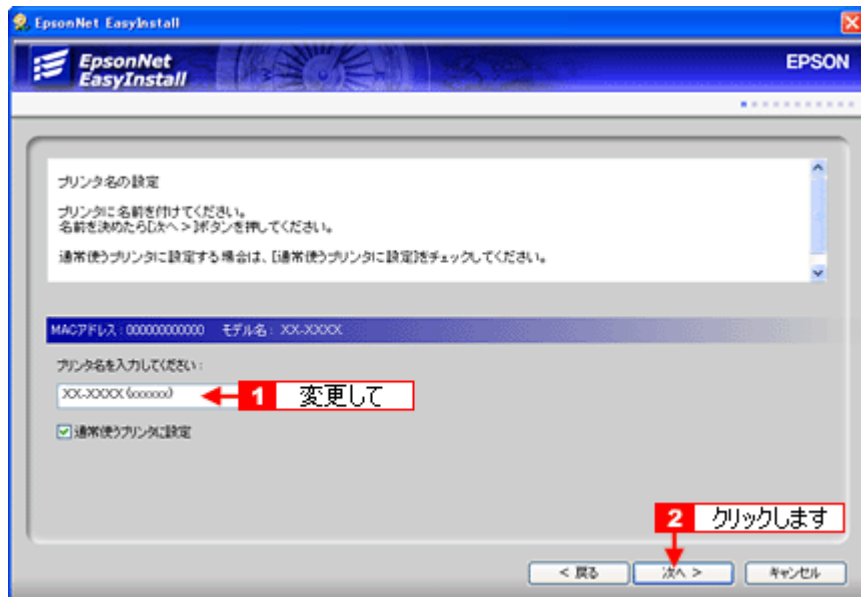 EpsonNet EasyInstall
EpsonNet
EasyInstall
EPSON
プリンタ名の設定
プリンタに名前を付けてください。
名前を決めたら[次へ >]ボタンを押してください。
通常使うプリンタに設定する場合は、[通常使うプリンタに設定]をチェックしてください。
MACアドレス : 000000000000 モデル名 : XX-XXXX
プリンタ名を入力してください :
XX-XXXX (xxxxxx)
1 変更して
通常使うプリンタに設定
2 クリックします
< 戻る 次へ > キャンセル